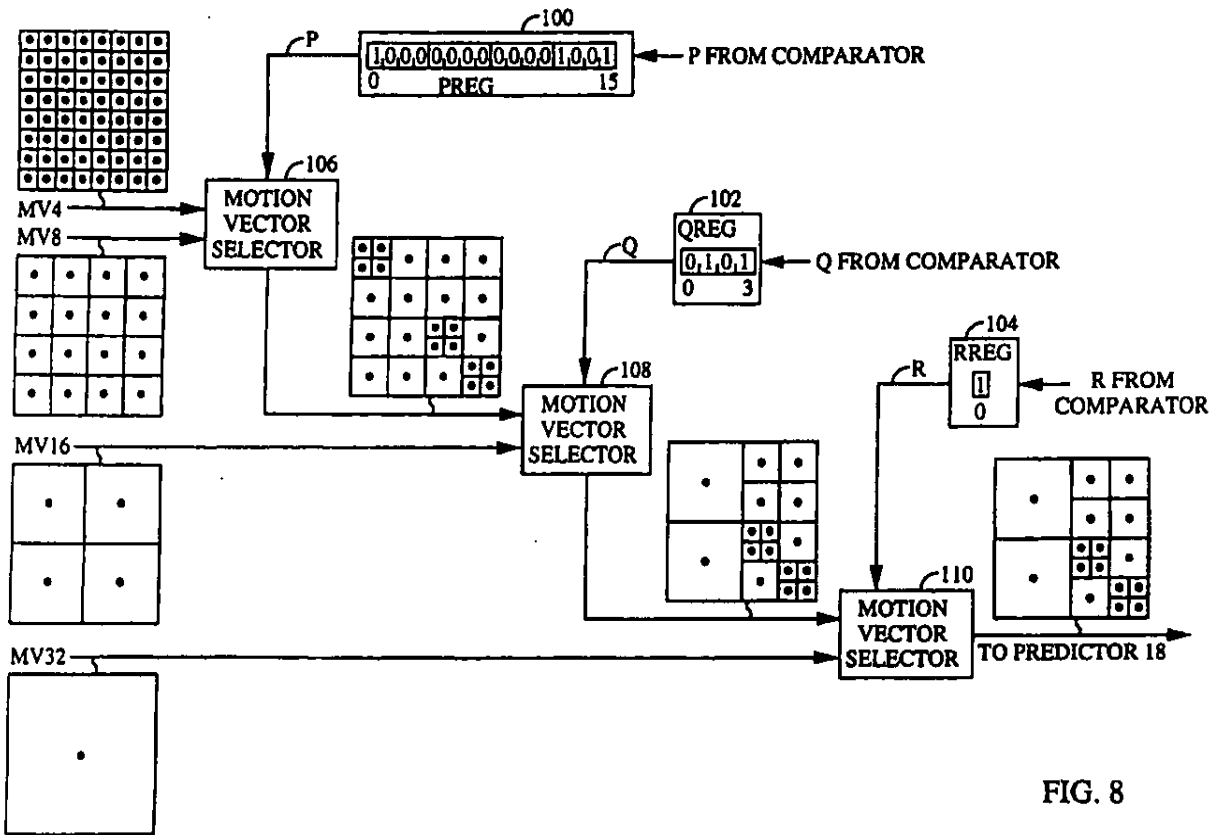 100
P
1,0,0,0,0,0,0,0,0,0,0,0,1,0,0,1
P FROM COMPARATOR
0 PREG 15
106
MOTION
VECTOR
SELECTOR
MV4
MV8
102
QREG
Q
0,1,0,1
Q FROM COMPARATOR
0 3
104
RREG
R
1
R FROM
COMPARATOR
0
108
MOTION
VECTOR
SELECTOR
MV16
110
MOTION
VECTOR
SELECTOR
MV32
TO PREDICTOR 18
FIG. 8